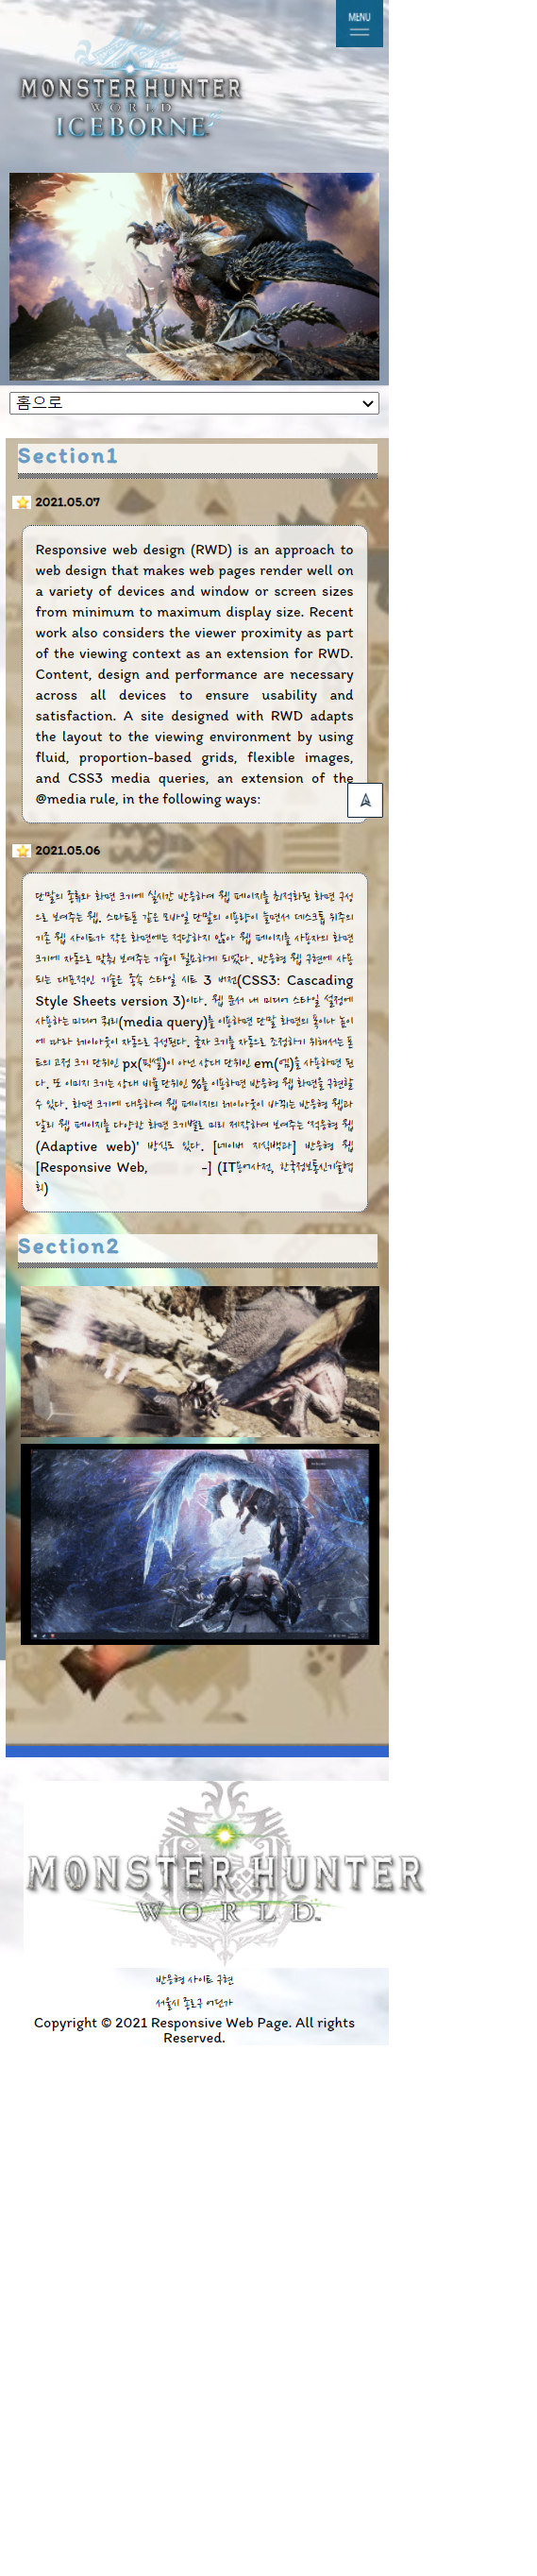 MENU
MONSTER HUNTER
WORLD
ICEBORNE
홈으로
Section1
2021.05.07
Responsive web design (RWD) is an approach to
web design that makes web pages render well on
a variety of devices and window or screen sizes
from minimum to maximum display size. Recent
work also considers the viewer proximity as part
of the viewing context as an extension for RWD.
Content, design and performance are necessary
across all devices to ensure usability and
satisfaction. A site designed with RWD adapts
the layout to the viewing environment by using
fluid, proportion-based grids, flexible images,
and CSS3 media queries, an extension of the
@media rule, in the following ways:
2021.05.06
단말의 종류와 화면 크기에 실시간 반응하여 웹 페이지를 최적화된 화면 구성
으로 보여주는 웹. 스마트폰 같은 모바일 단말의 이용량이 늘면서 데스크톱 위주의
기존 웹 사이트가 작은 화면에는 적당하지 않아 웹 페이지를 사용자의 화면
크기에 자동으로 맞춰 보여주는 기술이 필요하게 되었다. 반응형 웹 구현에 사용
되는 대표적인 기술은 종속 스타일 시트 3 버전(CSS3: Cascading
Style Sheets version 3)이다. 웹 문서 내 미디어 스타일 설정에
사용하는 미디어 쿼리(media query)를 이용하면 단말 화면의 폭이나 높이
에 따라 레이아웃이 자동으로 구성된다. 글자 크기를 자동으로 조정하기 위해서는 폰
트의 고정 크기 단위인 px(픽셀)이 아닌 상대 단위인 em(엠)을 사용하면 된
다. 또 이미지 크기는 상대 비율 단위인 %를 이용하면 반응형 웹 화면을 구현할
수 있다. 화면 크기에 대응하여 웹 페이지의 레이아웃이 바뀌는 반응형 웹과
달리 웹 페이지를 다양한 화면 크기별로 미리 제작하여 보여주는 '적응형 웹
(Adaptive web)' 방식도 있다. [네이버 지식백과] 반응형 웹
[Responsive Web, -] (IT용어사전, 한국정보통신기술협
회)
Section2
MONSTER HUNTER
WORLD
반응형 사이트 구현
서울시 종로구 어딘가
Copyright © 2021 Responsive Web Page. All rights
Reserved.